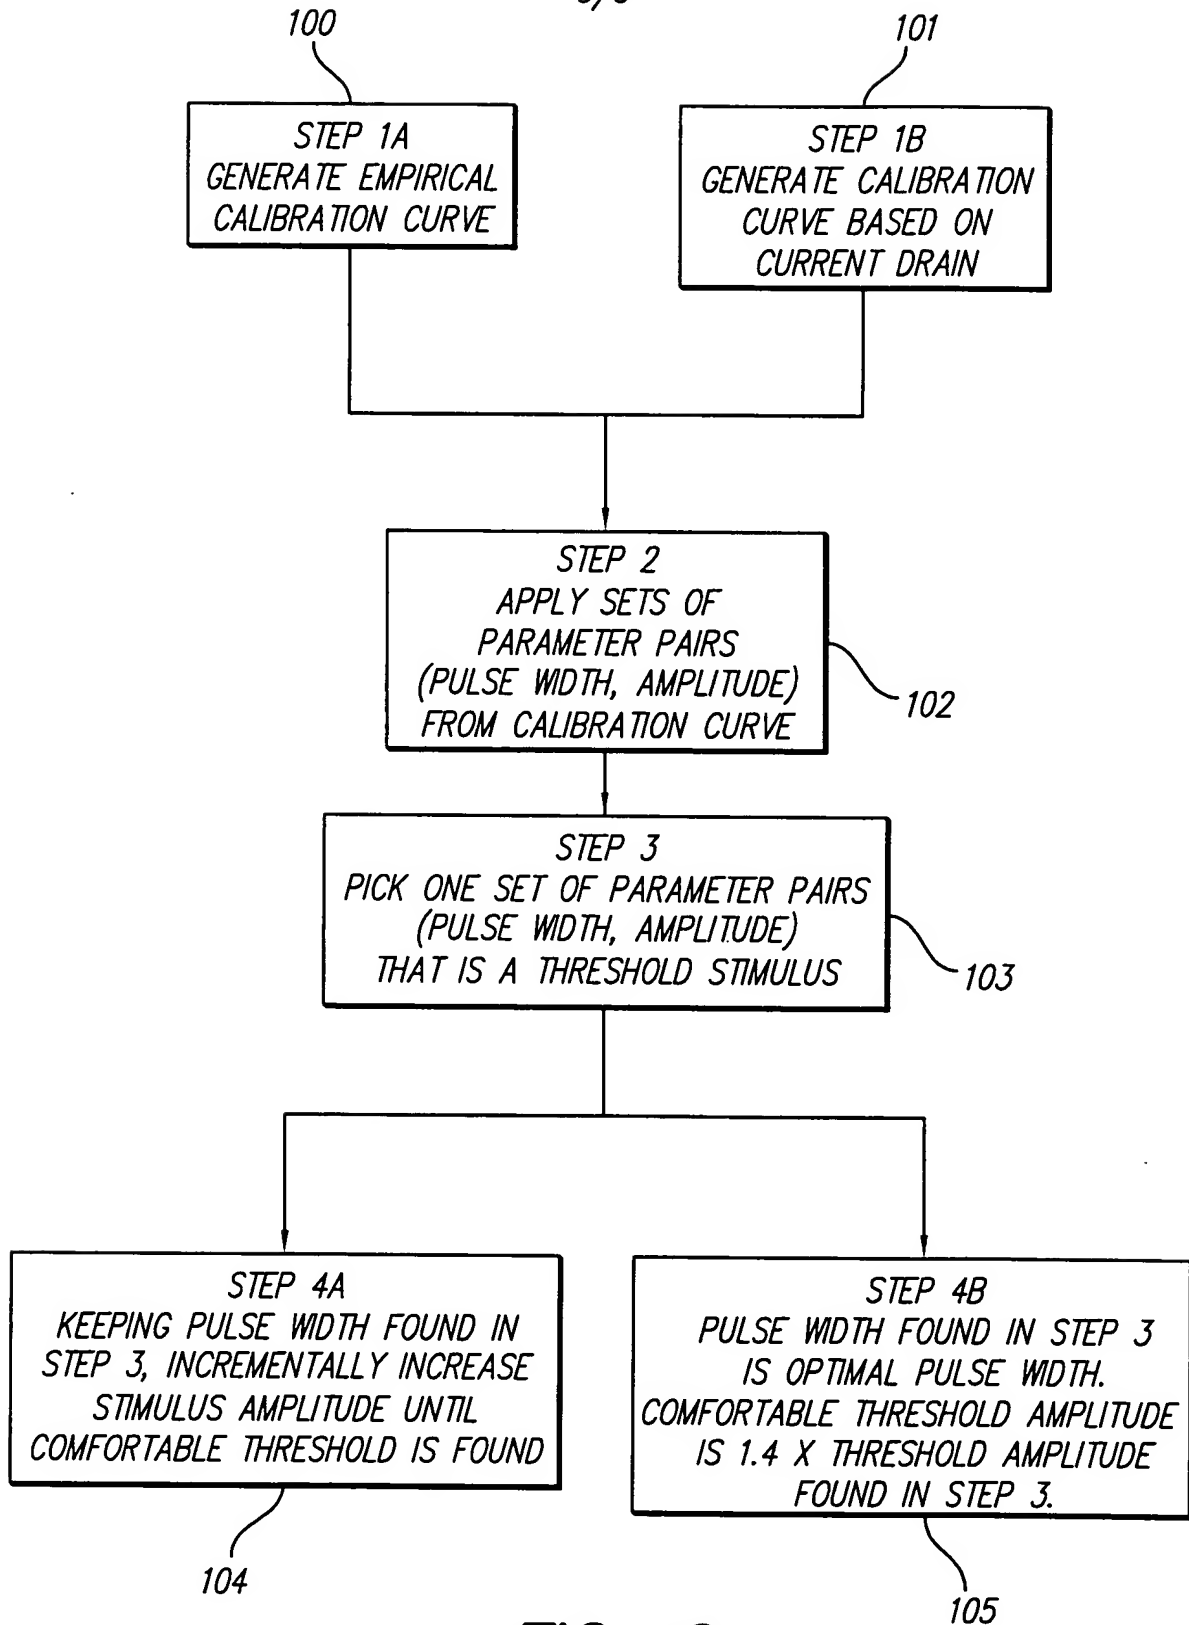 100
101
STEP 1A
GENERATE EMPIRICAL
CALIBRATION CURVE
STEP 1B
GENERATE CALIBRATION
CURVE BASED ON
CURRENT DRAIN
STEP 2
APPLY SETS OF
PARAMETER PAIRS
(PULSE WIDTH, AMPLITUDE)
FROM CALIBRATION CURVE
102
STEP 3
PICK ONE SET OF PARAMETER PAIRS
(PULSE WIDTH, AMPLITUDE)
THAT IS A THRESHOLD STIMULUS
103
STEP 4A
KEEPING PULSE WIDTH FOUND IN
STEP 3, INCREMENTALLY INCREASE
STIMULUS AMPLITUDE UNTIL
COMFORTABLE THRESHOLD IS FOUND
104
STEP 4B
PULSE WIDTH FOUND IN STEP 3
IS OPTIMAL PULSE WIDTH.
COMFORTABLE THRESHOLD AMPLITUDE
IS 1.4 X THRESHOLD AMPLITUDE
FOUND IN STEP 3.
105